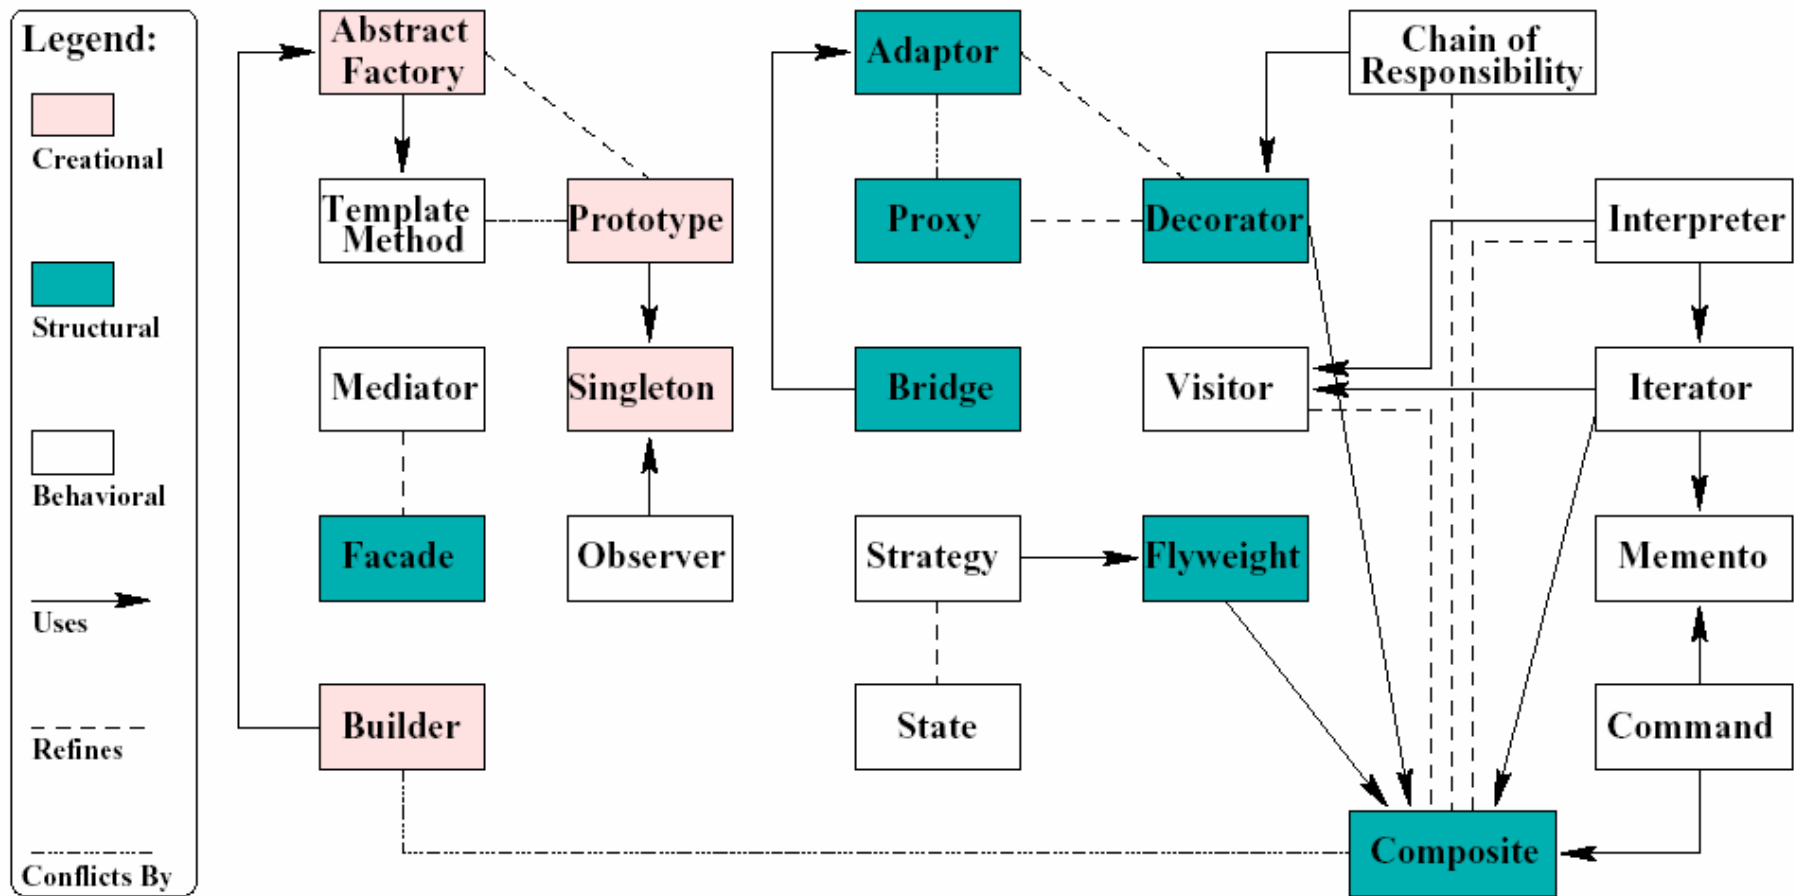 Legend:
Creational
Structural
Behavioral
Uses
Refines
Conflicts By
Abstract
Factory
Adaptor
Chain of
Responsibility
Template
Method
Prototype
Proxy
Decorator
Interpreter
Mediator
Singleton
Bridge
Visitor
Iterator
Facade
Observer
Strategy
Flyweight
Memento
Builder
State
Command
Composite